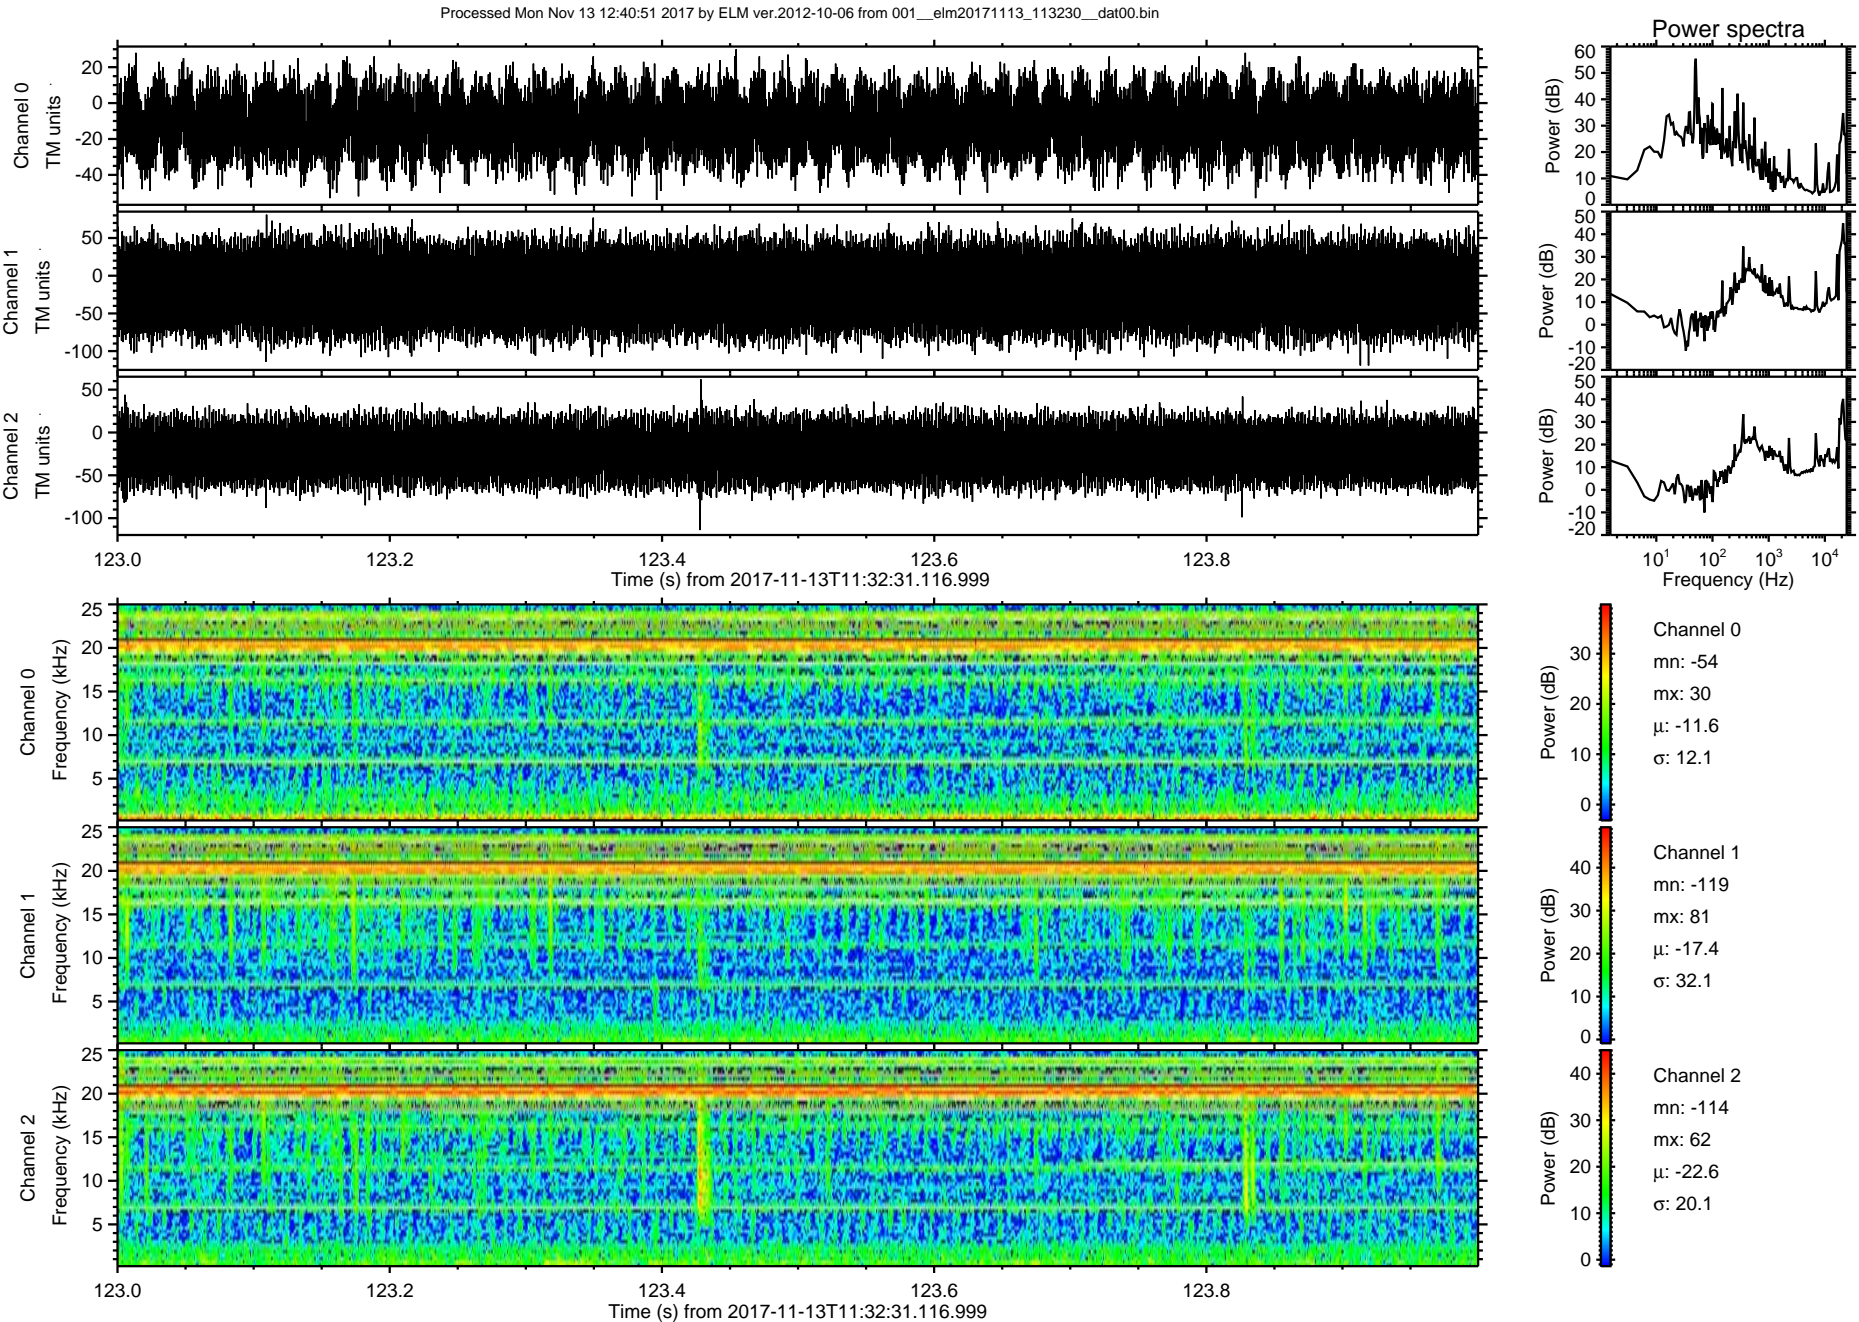 Processed Mon Nov 13 12:40:51 2017 by ELM ver.2012-10-06 from 001__elm20171113_113230__dat00.bin
Power spectra
Channel 0
TM units
20
0
-20
-40
Power (dB)
60
50
40
30
20
10
0
Channel 1
TM units
50
0
-50
-100
Power (dB)
50
40
30
20
10
0
-10
-20
Channel 2
TM units
50
0
-50
-100
Power (dB)
50
40
30
20
10
0
-10
-20
123.0 123.2 123.4 123.6 123.8
Time (s) from 2017-11-13T11:32:31.116.999
10¹ 10² 10³ 10⁴
Frequency (Hz)
Channel 0
Frequency (kHz)
25
20
15
10
5
Power (dB)
30
20
10
0
Channel 0
mn: -54
mx: 30
μ: -11.6
σ: 12.1
Channel 1
Frequency (kHz)
25
20
15
10
5
Power (dB)
40
30
20
10
0
Channel 1
mn: -119
mx: 81
μ: -17.4
σ: 32.1
Channel 2
Frequency (kHz)
25
20
15
10
5
Power (dB)
40
30
20
10
0
Channel 2
mn: -114
mx: 62
μ: -22.6
σ: 20.1
123.0 123.2 123.4 123.6 123.8
Time (s) from 2017-11-13T11:32:31.116.999